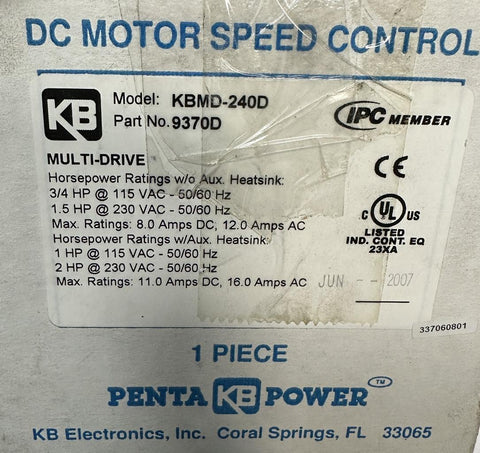 DC MOTOR SPEED CONTROL
KB
Model: KBMD-240D
Part No. 9370D
IPC MEMBER
MULTI-DRIVE
Horsepower Ratings w/o Aux. Heatsink:
3/4 HP @ 115 VAC - 50/60 Hz
1.5 HP @ 230 VAC - 50/60 Hz
Max. Ratings: 8.0 Amps DC, 12.0 Amps AC
Horsepower Ratings w/Aux. Heatsink:
1 HP @ 115 VAC - 50/60 Hz
2 HP @ 230 VAC - 50/60 Hz
Max. Ratings: 11.0 Amps DC, 16.0 Amps AC
CE
C UL US
LISTED
IND. CONT. EQ
23XA
JUN -- 2007
337060801
1 PIECE
PENTA KB POWER ™
KB Electronics, Inc. Coral Springs, FL 33065